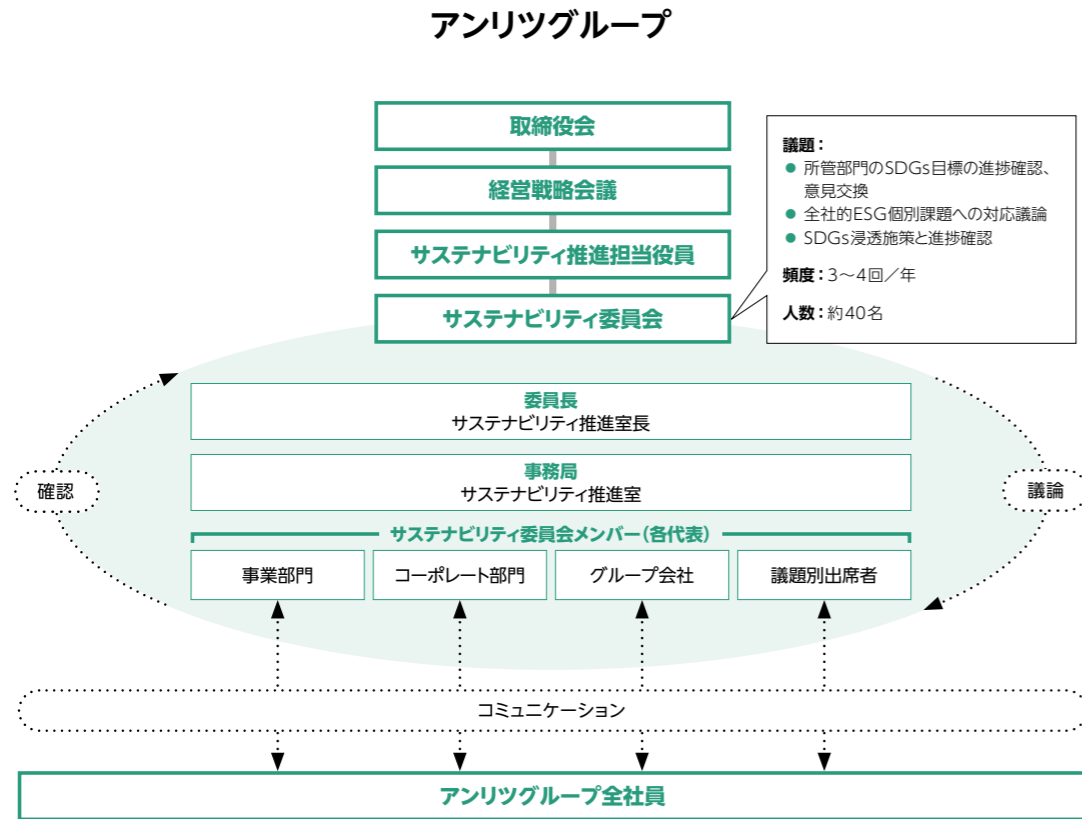 アンリツグループ
取締役会
経営戦略会議
サステナビリティ推進担当役員
サステナビリティ委員会
議題：
● 所管部門のSDGs目標の進捗確認、
意見交換
● 全社的ESG個別課題への対応議論
● SDGs浸透施策と進捗確認
頻度：3〜4回／年
人数：約40名
委員長
サステナビリティ推進室長
事務局
サステナビリティ推進室
確認
議論
サステナビリティ委員会メンバー（各代表）
事業部門
コーポレート部門
グループ会社
議題別出席者
コミュニケーション
アンリツグループ全社員